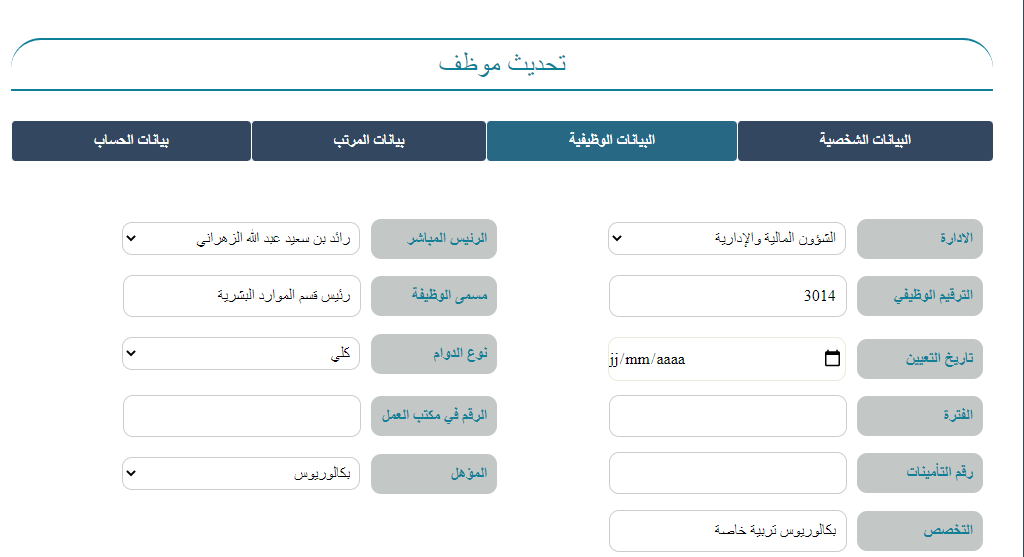 تحديث موظف
البيانات الشخصية البيانات الوظيفية بيانات المرتب بيانات الحساب
الادارة الشؤون المالية والإدارية الرئيس المباشر رائد بن سعيد عبد الله الزهراني
الترقيم الوظيفي 3014 مسمى الوظيفة رئيس قسم الموارد البشرية
تاريخ التعيين jj/mm/aaaa نوع الدوام كلي
الفترة الرقم في مكتب العمل
رقم التأمينات المؤهل بكالوريوس
التخصص بكالوريوس تربية خاصة